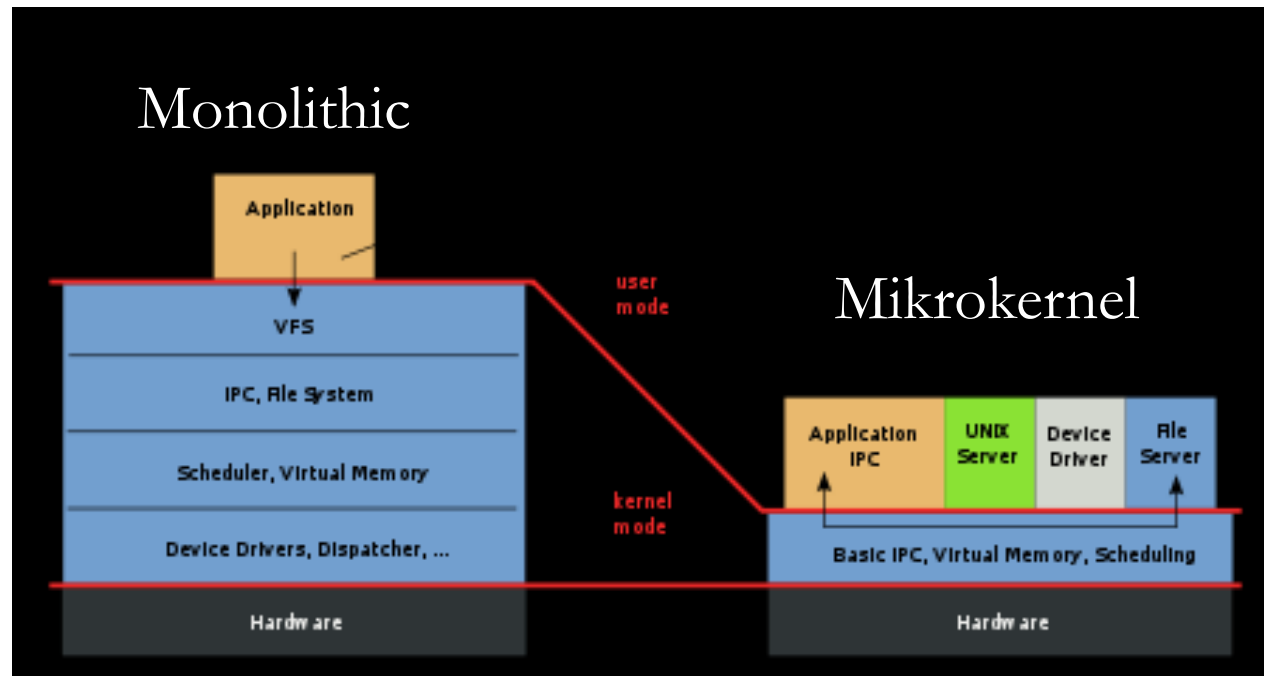 Monolithic
Application
VFS
IPC, File System
Scheduler, Virtual Memory
Device Drivers, Dispatcher, ...
Hardware
user
mode
kernel
mode
Mikrokernel
Application
IPC
UNIX
Server
Device
Driver
File
Server
Basic IPC, Virtual Memory, Scheduling
Hardware